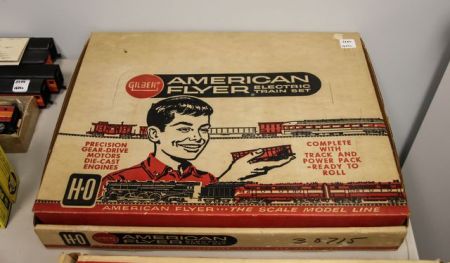 GILBERT
AMERICAN
FLYER
ELECTRIC
TRAIN SET
PRECISION
GEAR-DRIVE
MOTORS
DIE-CAST
ENGINES
COMPLETE
WITH
TRACK AND
POWER PACK
-READY TO
ROLL
H·O
AMERICAN FLYER···THE SCALE MODEL LINE
H·O
AMERICAN
FLYER